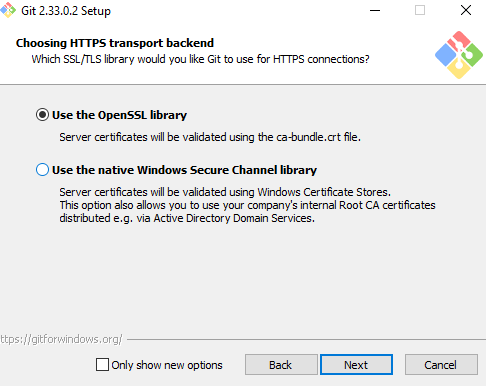 Git 2.33.0.2 Setup
Choosing HTTPS transport backend
Which SSL/TLS library would you like Git to use for HTTPS connections?
Use the OpenSSL library
Server certificates will be validated using the ca-bundle.crt file.
Use the native Windows Secure Channel library
Server certificates will be validated using Windows Certificate Stores.
This option also allows you to use your company's internal Root CA certificates
distributed e.g. via Active Directory Domain Services.
ttps://gitforwindows.org/
Only show new options
Back
Next
Cancel